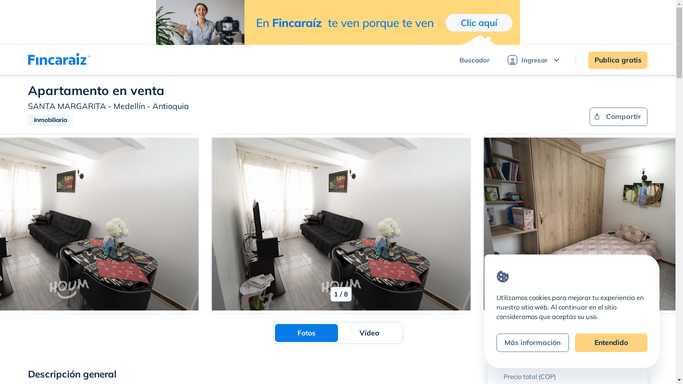 En Fincaraíz te ven porque te ven
Clic aquí
Fincaraíz
Buscador
Ingresar
Publica gratis
Apartamento en venta
SANTA MARGARITA - Medellín - Antioquia
Inmobiliaria
Compartir
HOUM
HOUM
1 / 8
Utilizamos cookies para mejorar tu experiencia en
nuestro sitio web. Al continuar en el sitio
consideramos que aceptas su uso.
Más información
Entendido
Fotos
Vídeo
Descripción general
Precio total (COP)